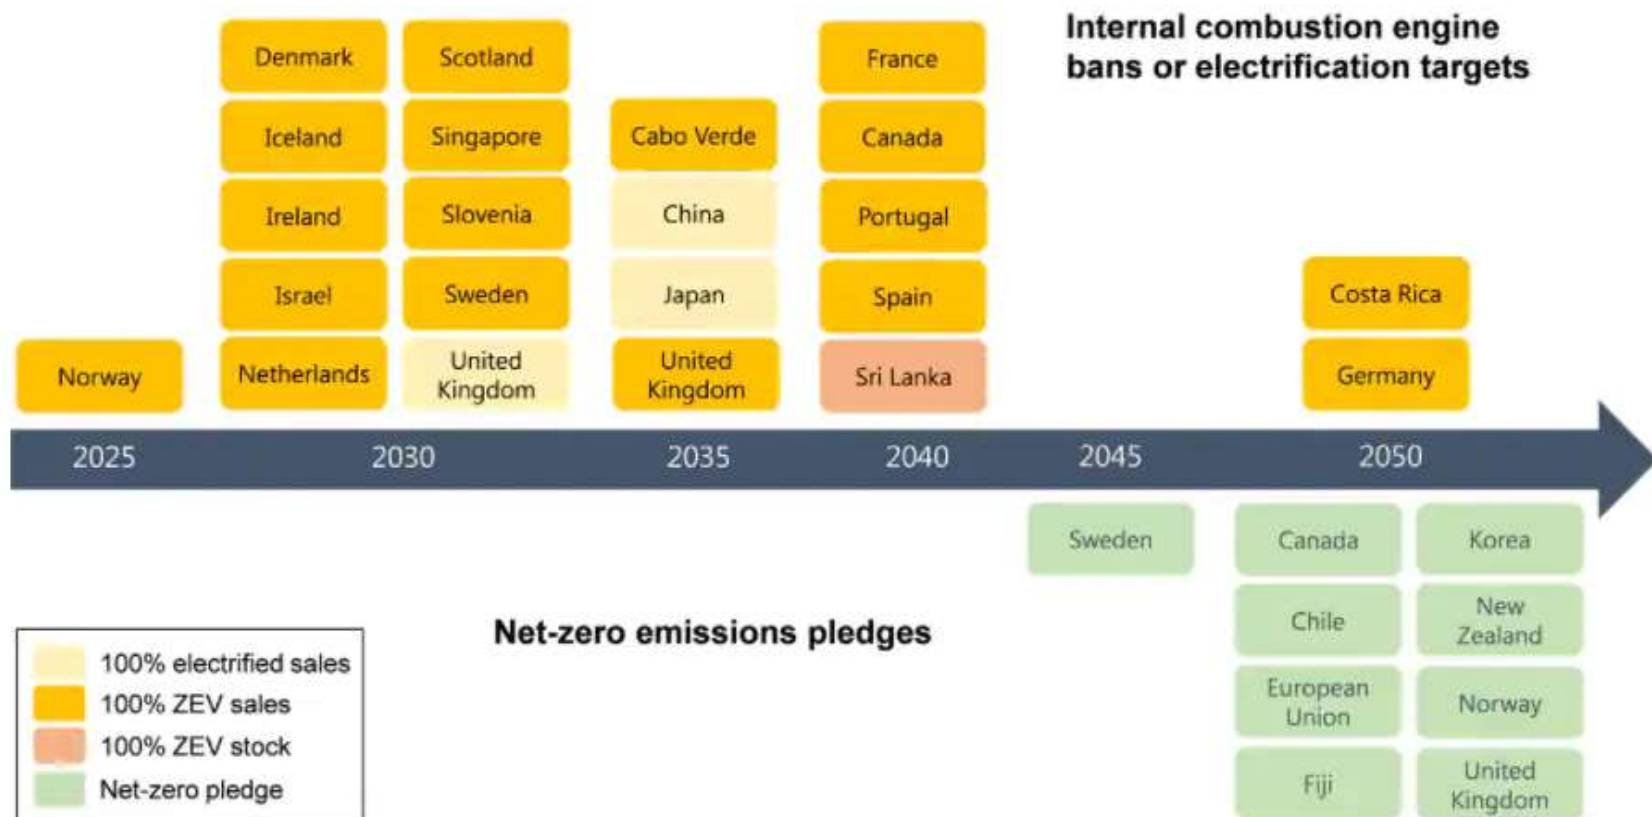 Internal combustion engine
bans or electrification targets
Denmark
Scotland
France
Iceland
Singapore
Cabo Verde
Canada
Ireland
Slovenia
China
Portugal
Israel
Sweden
Japan
Spain
Costa Rica
Norway
Netherlands
United
Kingdom
United
Kingdom
Sri Lanka
Germany
2025
2030
2035
2040
2045
2050
Sweden
Canada
Korea
Chile
New
Zealand
European
Union
Norway
Fiji
United
Kingdom
Net-zero emissions pledges
100% electrified sales
100% ZEV sales
100% ZEV stock
Net-zero pledge